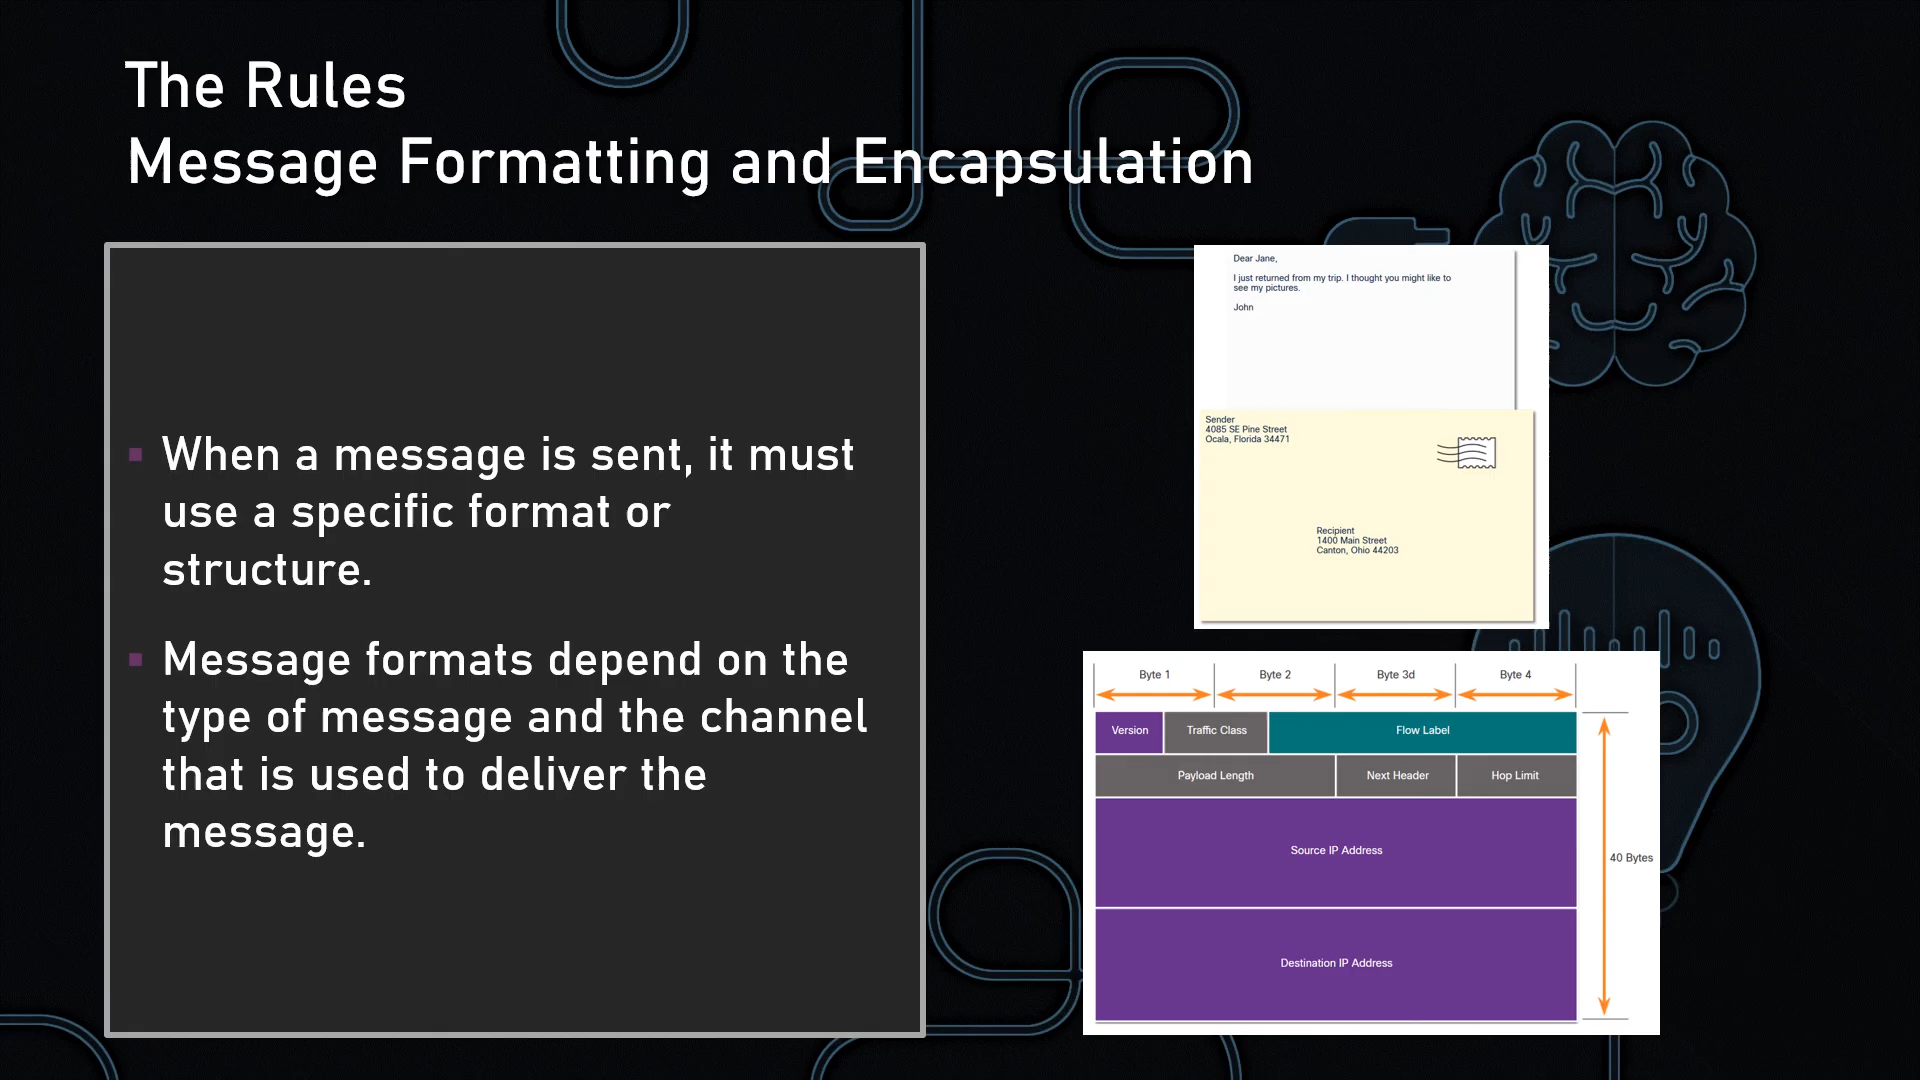 The Rules
Message Formatting and Encapsulation
When a message is sent, it must
use a specific format or
structure.
Message formats depend on the
type of message and the channel
that is used to deliver the
message.
Dear Jane,
I just returned from my trip. I thought you might like to
see my pictures.
John
Sender
4085 SE Pine Street
Ocala, Florida 34471
Recipient
1400 Main Street
Canton, Ohio 44203
Byte 1 Byte 2 Byte 3d Byte 4
Version Traffic Class Flow Label
Payload Length Next Header Hop Limit
Source IP Address
40 Bytes
Destination IP Address